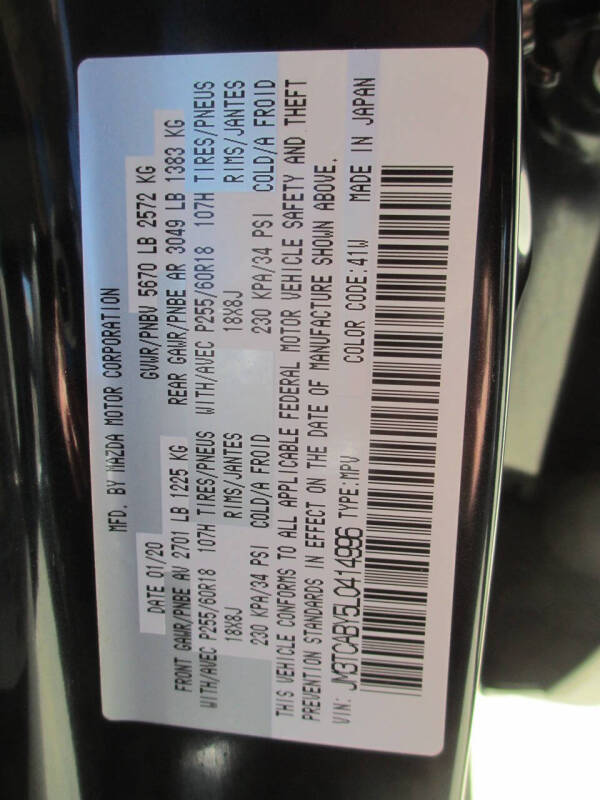 MFD. BY MAZDA MOTOR CORPORATION
DATE 01/20 GVWR/PNBV 5670 LB 2572 KG
FRONT GAWR/PNBE AV 2701 LB 1225 KG REAR GAWR/PNBE AR 3049 LB 1383 KG
WITH/AVEC P255/60R18 107H TIRES/PNEUS WITH/AVEC P255/60R18 107H TIRES/PNEUS
18X8J RIMS/JANTES 18X8J RIMS/JANTES
230 KPA/34 PSI COLD/A FROID 230 KPA/34 PSI COLD/A FROID
THIS VEHICLE CONFORMS TO ALL APPLICABLE FEDERAL MOTOR VEHICLE SAFETY AND THEFT
PREVENTION STANDARDS IN EFFECT ON THE DATE OF MANUFACTURE SHOWN ABOVE.
VIN: JM3TCABY5L0414996 TYPE:MPV COLOR CODE:41W MADE IN JAPAN